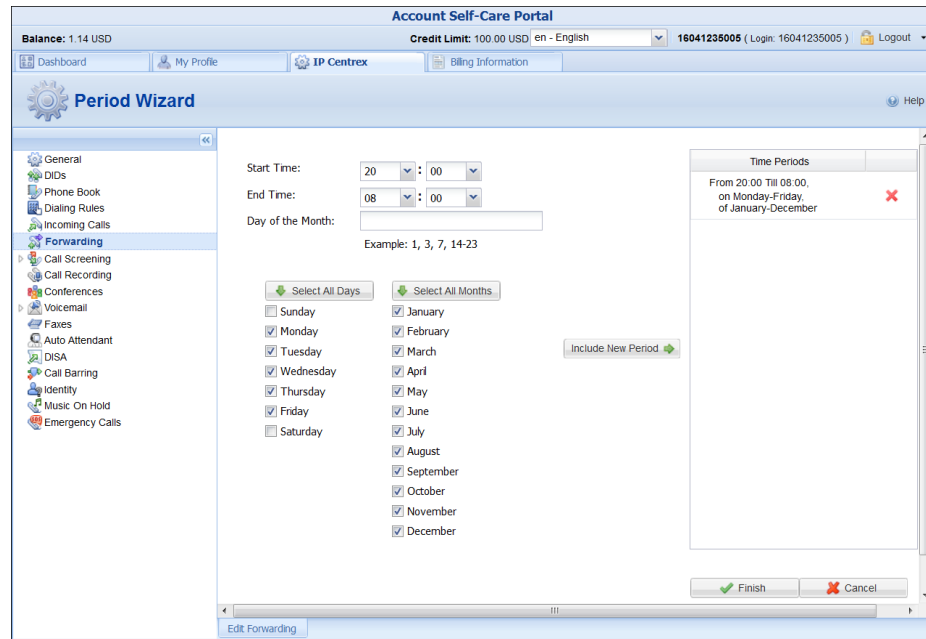 Account Self-Care Portal
Balance: 1.14 USD Credit Limit: 100.00 USD en - English 16041235005 ( Login: 16041235005 ) Logout
Dashboard My Profile IP Centrex Billing Information
Period Wizard Help
General
DIDs
Phone Book
Dialing Rules
Incoming Calls
Forwarding
Call Screening
Call Recording
Conferences
Voicemail
Faxes
Auto Attendant
DISA
Call Barring
Identity
Music On Hold
Emergency Calls
Start Time: 20 : 00
End Time: 08 : 00
Day of the Month:
Example: 1, 3, 7, 14-23
Select All Days
Sunday
Monday
Tuesday
Wednesday
Thursday
Friday
Saturday
Select All Months
January
February
March
April
May
June
July
August
September
October
November
December
Include New Period
Time Periods
From 20:00 Till 08:00,
on Monday-Friday,
of January-December
Finish Cancel
Edit Forwarding